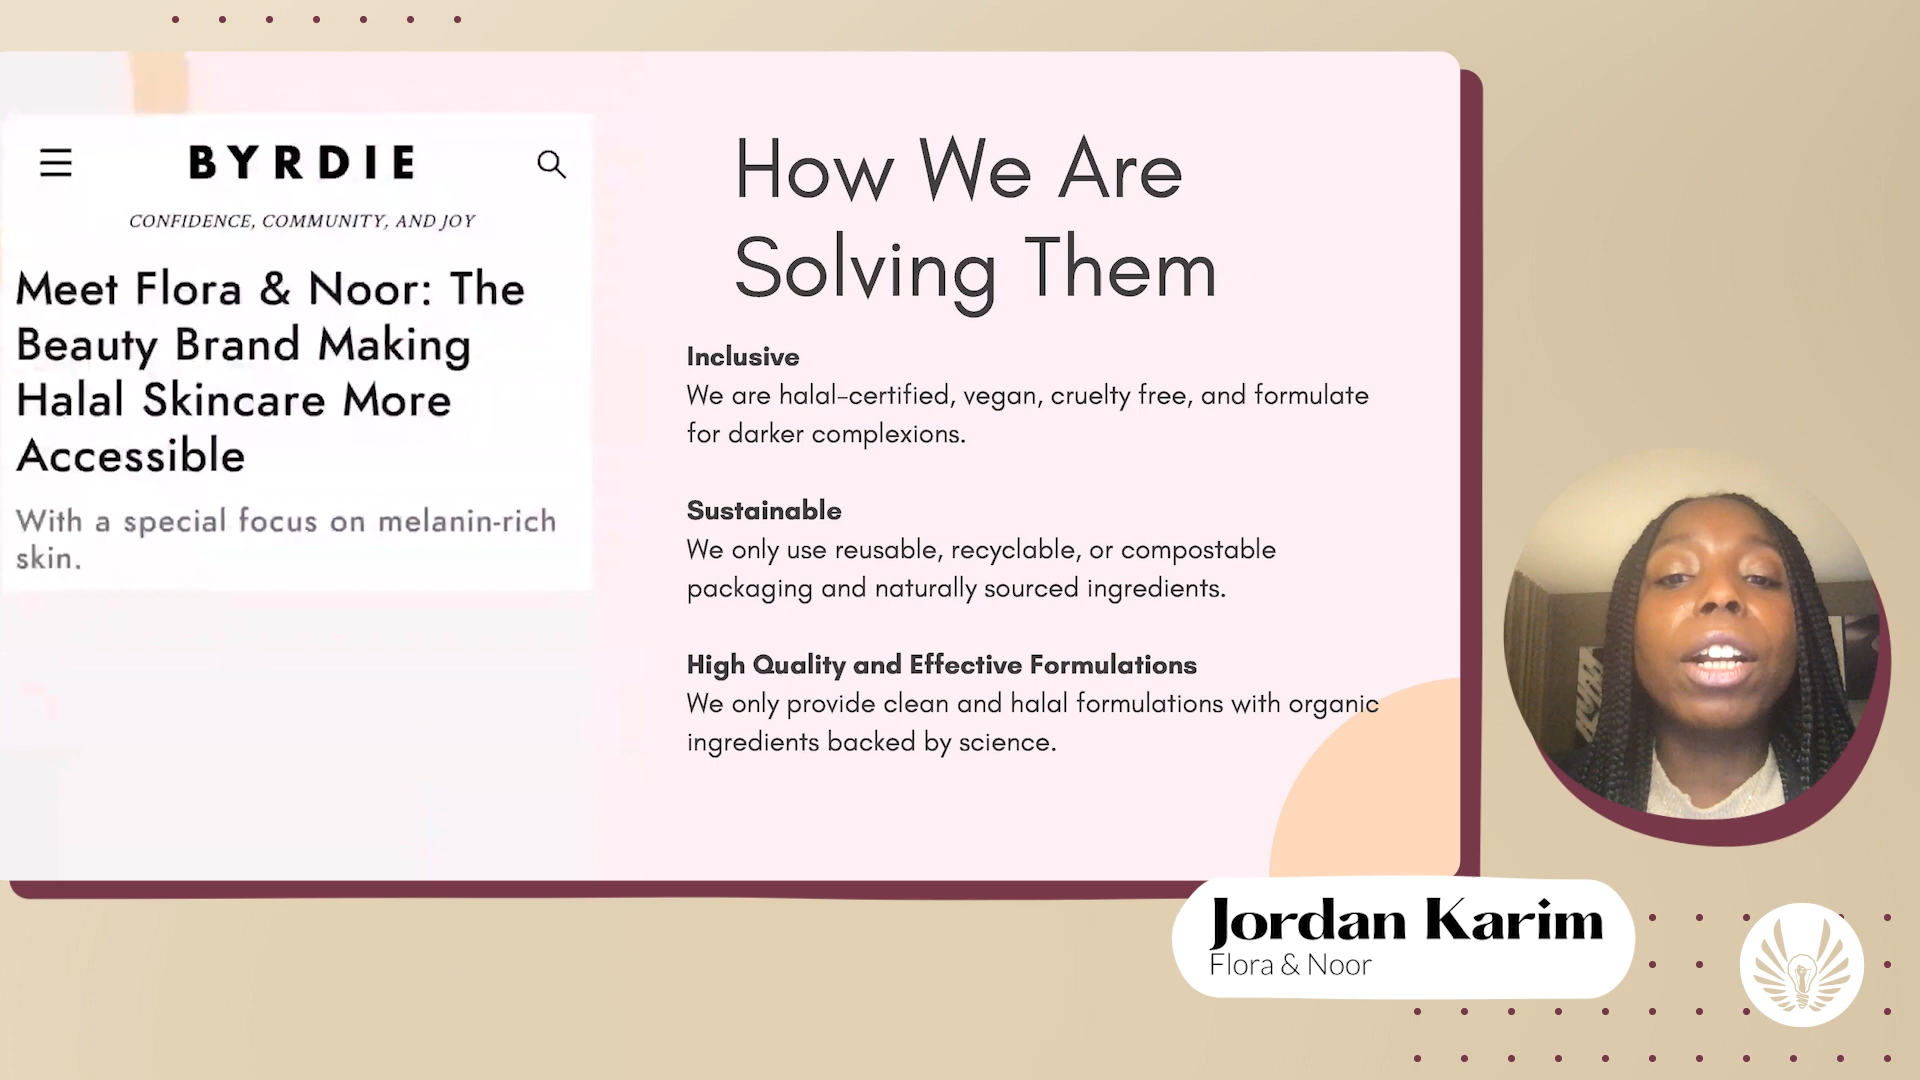 BYRDIE
CONFIDENCE, COMMUNITY, AND JOY
Meet Flora & Noor: The
Beauty Brand Making
Halal Skincare More
Accessible
With a special focus on melanin-rich
skin.
How We Are
Solving Them
Inclusive
We are halal-certified, vegan, cruelty free, and formulate
for darker complexions.
Sustainable
We only use reusable, recyclable, or compostable
packaging and naturally sourced ingredients.
High Quality and Effective Formulations
We only provide clean and halal formulations with organic
ingredients backed by science.
Jordan Karim
Flora & Noor